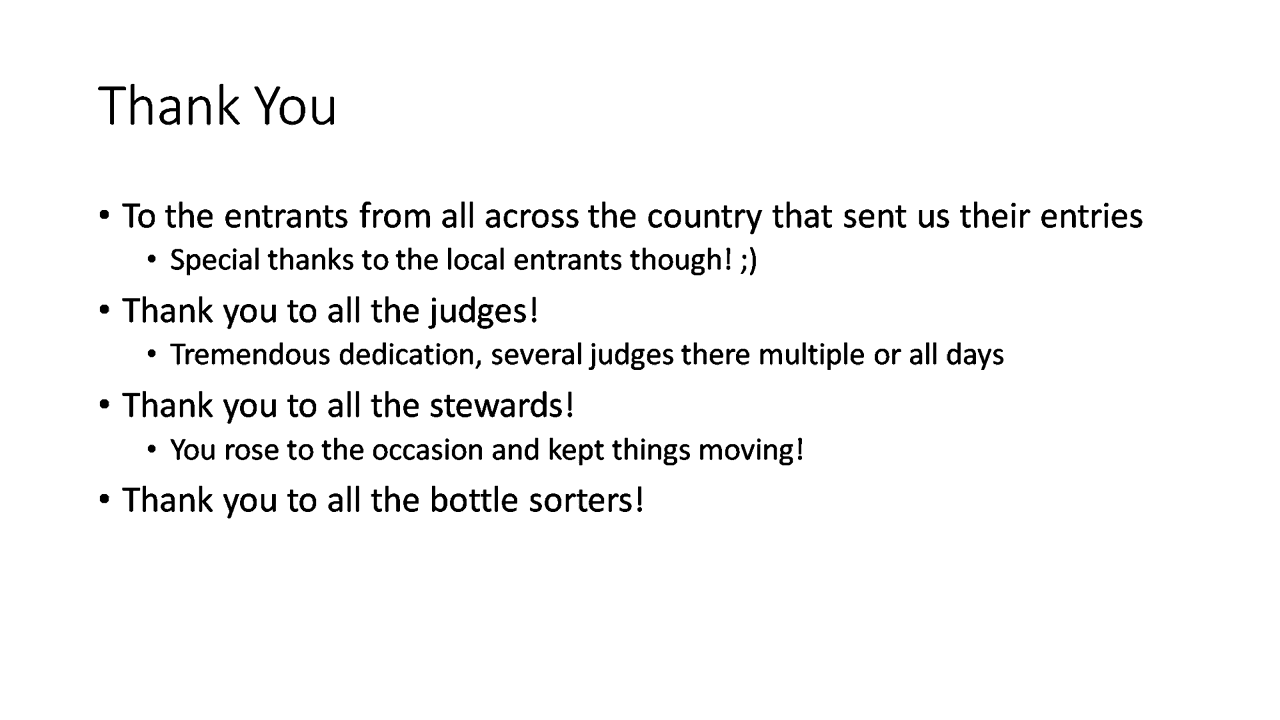 Thank You
• To the entrants from all across the country that sent us their entries
• Special thanks to the local entrants though! ;)
• Thank you to all the judges!
• Tremendous dedication, several judges there multiple or all days
• Thank you to all the stewards!
• You rose to the occasion and kept things moving!
• Thank you to all the bottle sorters!